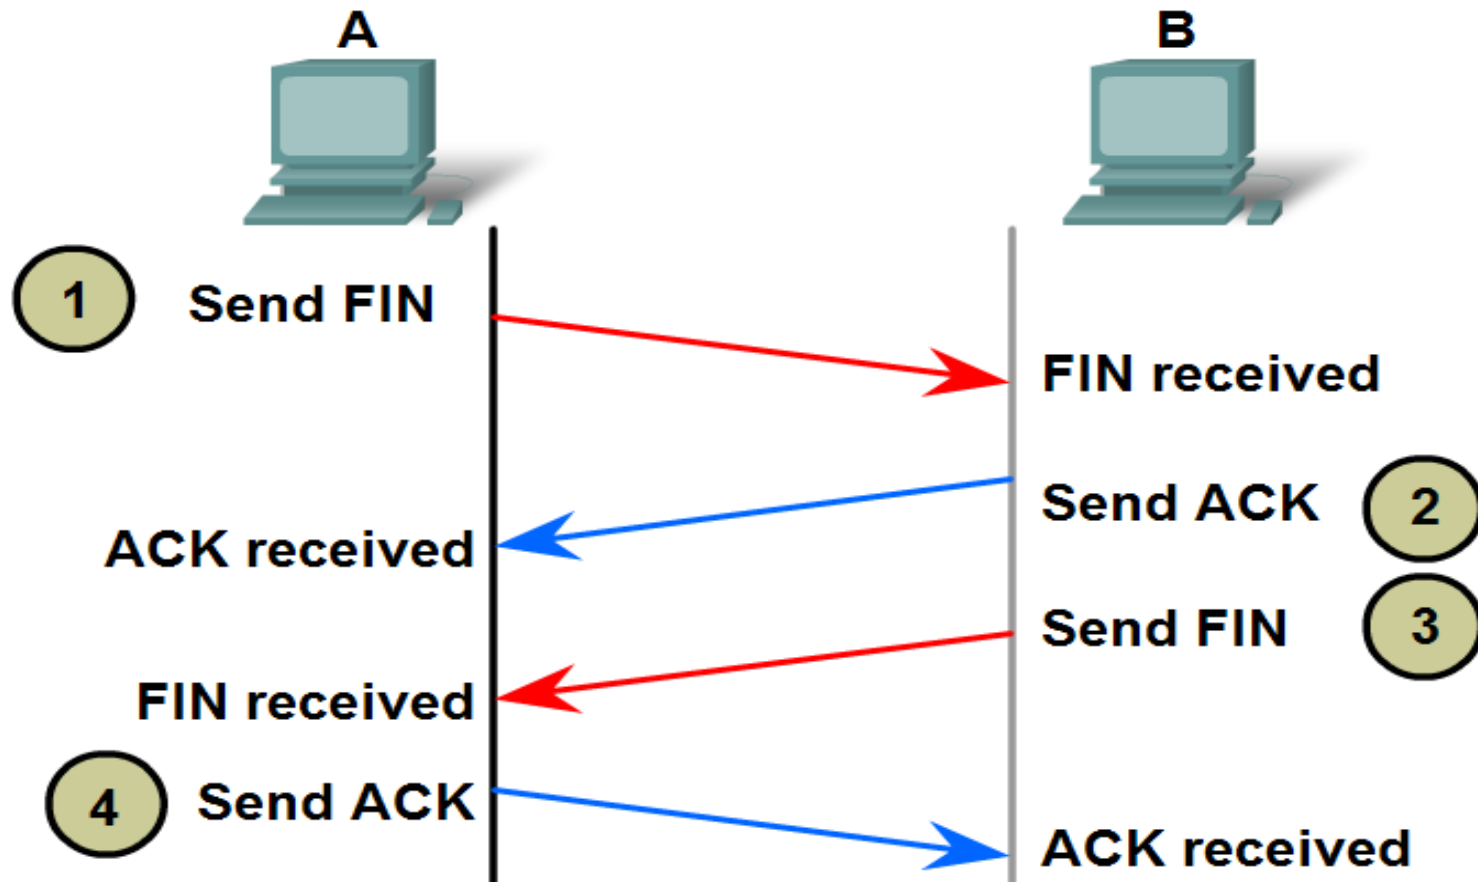 A
B
1
Send FIN
FIN received
Send ACK
2
ACK received
Send FIN
3
FIN received
4
Send ACK
ACK received